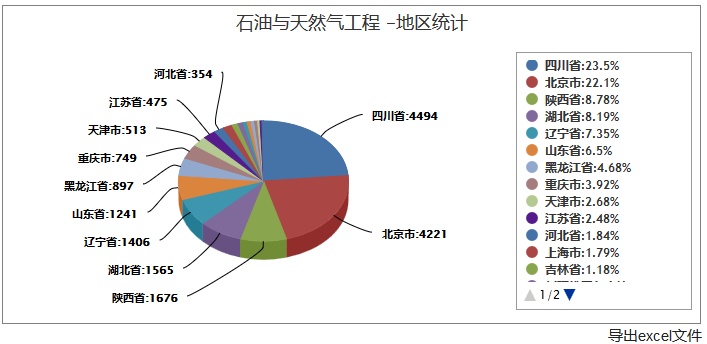 石油与天然气工程 -地区统计
河北省:354
江苏省:475
天津市:513
重庆市:749
黑龙江省:897
山东省:1241
辽宁省:1406
湖北省:1565
陕西省:1676
四川省:4494
北京市:4221
四川省:23.5%
北京市:22.1%
陕西省:8.78%
湖北省:8.19%
辽宁省:7.35%
山东省:6.5%
黑龙江省:4.68%
重庆市:3.92%
天津市:2.68%
江苏省:2.48%
河北省:1.84%
上海市:1.79%
吉林省:1.18%
1/2
导出excel文件